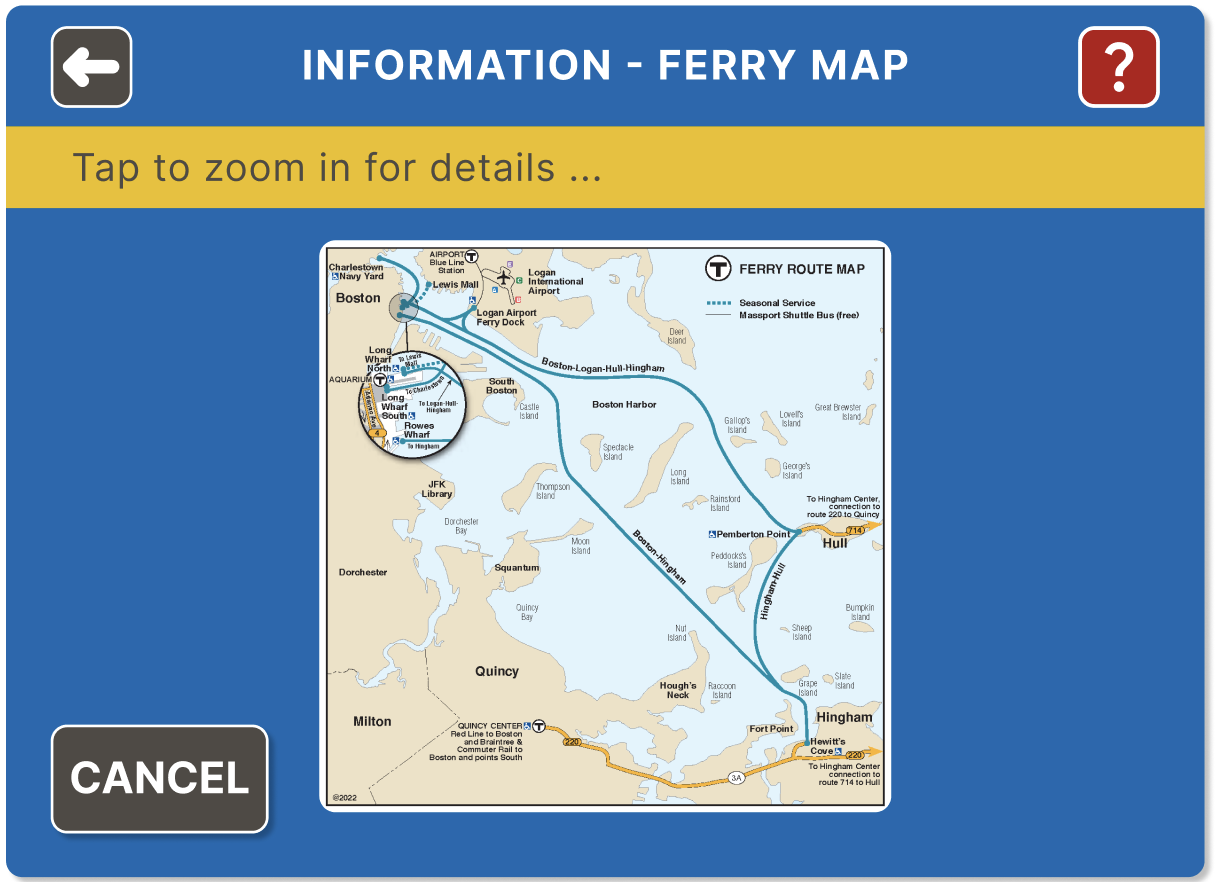 INFORMATION - FERRY MAP
?
Tap to zoom in for details ...
T
FERRY ROUTE MAP
Seasonal Service
Massport Shuttle Bus (free)
Charlestown
Navy Yard
AIRPORT
Blue Line
Station
T
E
C
A
B
Logan
International
Airport
Lewis Mall
Boston
Logan Airport
Ferry Dock
Deer
Island
Long
Wharf
North
To Lewis
Mall
AQUARIUM
T
To Charlestown
Long
Wharf
South
To Logan-Hull-
Hingham
Atlantic Ave
4
Rowes
Wharf
To Hingham
Boston-Logan-Hull-Hingham
South
Boston
Castle
Island
Boston Harbor
Gallop's
Island
Lovell's
Island
Great Brewster
Island
Spectacle
Island
Long
Island
George's
Island
JFK
Library
Thompson
Island
Rainsford
Island
To Hingham Center,
connection to
route 220 to Quincy
714
Hull
Dorchester
Bay
Moon
Island
Pemberton Point
Peddocks's
Island
Boston-Hingham
Hingham-Hull
Dorchester
Squantum
Quincy
Bay
Bumpkin
Island
Nut
Island
Sheep
Island
Quincy
Hough's
Neck
Raccoon
Island
Grape
Island
Slate
Island
Milton
QUINCY CENTER
T
Red Line to Boston
and Braintree &
Commuter Rail to
Boston and points South
220
Fort Point
Hingham
Hewitt's
Cove
220
To Hingham Center
connection to
route 714 to Hull
3A
©2022
CANCEL